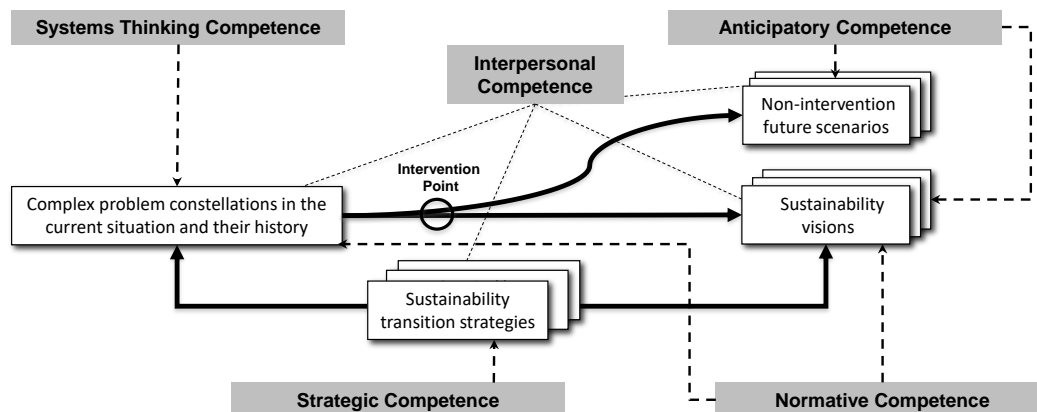 Systems Thinking Competence
Anticipatory Competence
Interpersonal
Competence
Non-intervention
future scenarios
Intervention
Point
Complex problem constellations in the
current situation and their history
Sustainability
visions
Sustainability
transition strategies
Strategic Competence
Normative Competence